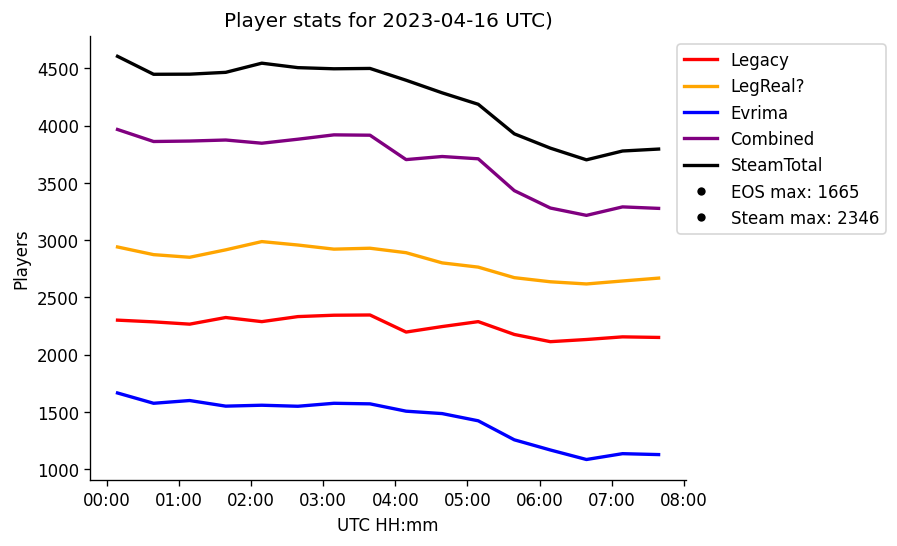 Player stats for 2023-04-16 UTC)
Legacy
LegReal?
Evrima
Combined
SteamTotal
EOS max: 1665
Steam max: 2346
Players
4500
4000
3500
3000
2500
2000
1500
1000
00:00 01:00 02:00 03:00 04:00 05:00 06:00 07:00 08:00
UTC HH:mm